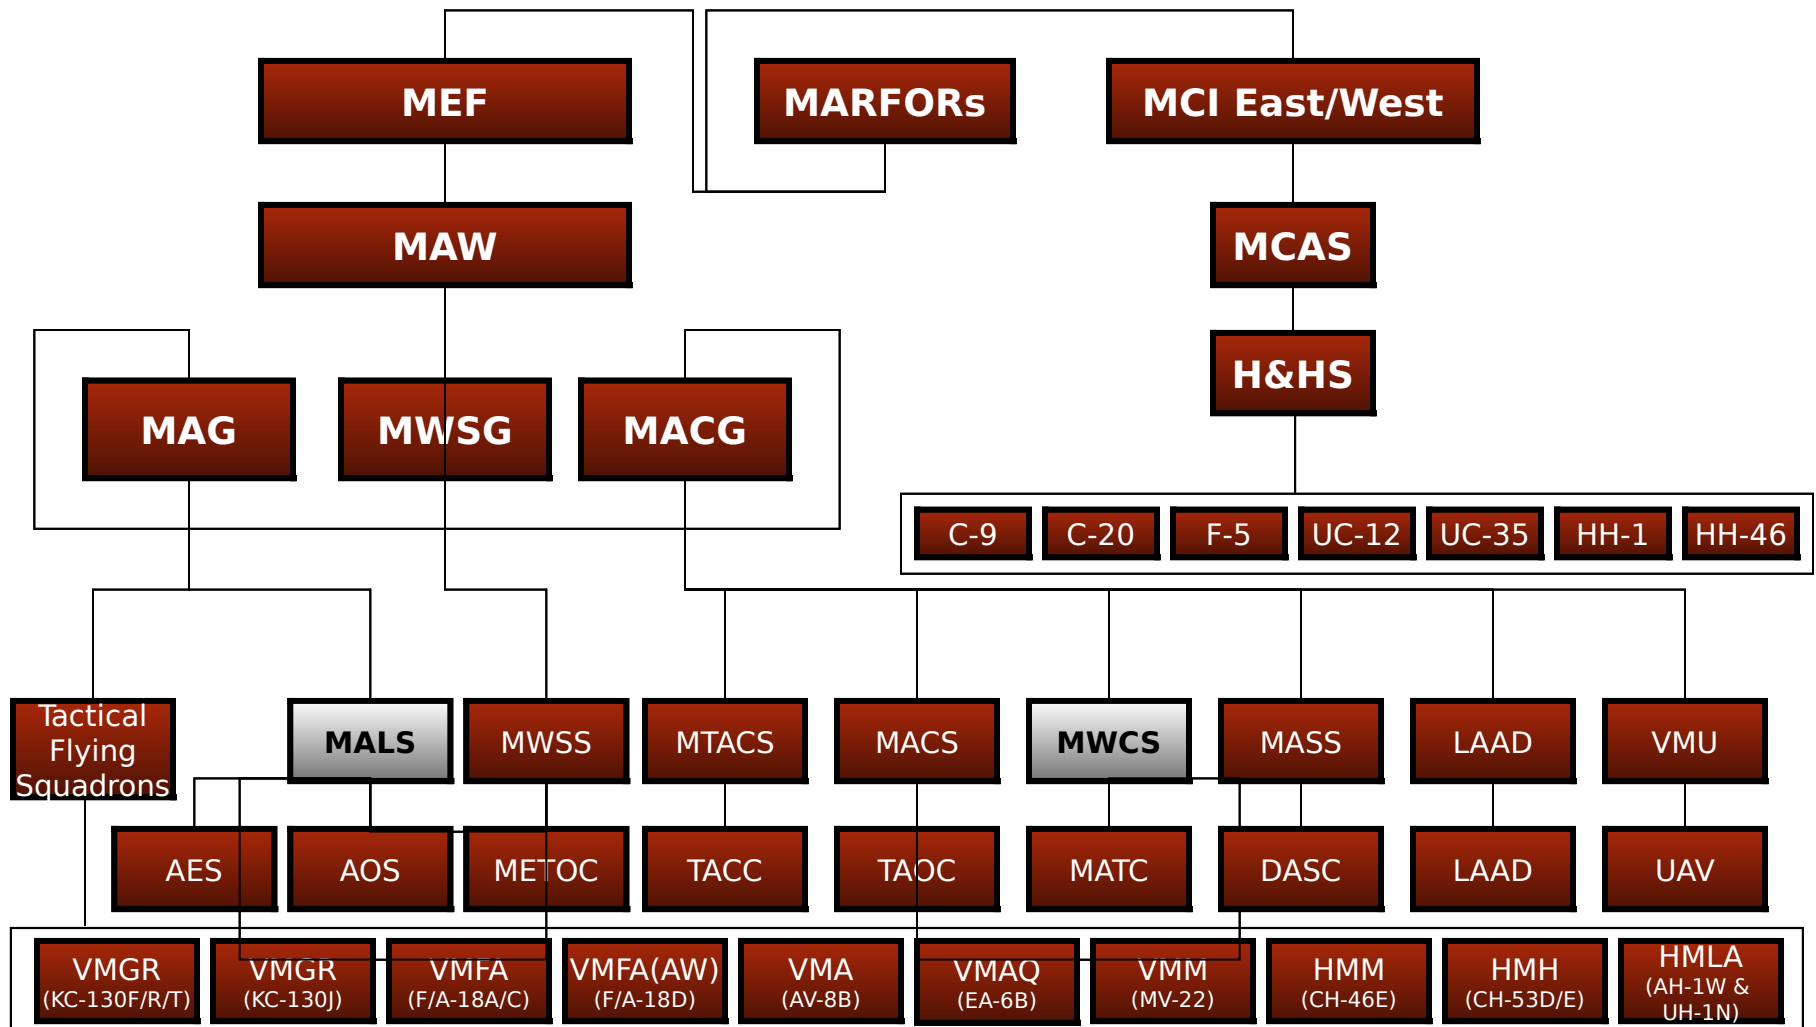 MEF
MARFORs
MCI East/West
MAW
MCAS
H&HS
MAG
MWSG
MACG
C-9
C-20
F-5
UC-12
UC-35
HH-1
HH-46
Tactical
Flying
Squadrons
MALS
MWSS
MTACS
MACS
MWCS
MASS
LAAD
VMU
AES
AOS
METOC
TACC
TAOC
MATC
DASC
LAAD
UAV
VMGR
(KC-130F/R/T)
VMGR
(KC-130J)
VMFA
(F/A-18A/C)
VMFA(AW)
(F/A-18D)
VMA
(AV-8B)
VMAQ
(EA-6B)
VMM
(MV-22)
HMM
(CH-46E)
HMH
(CH-53D/E)
HMLA
(AH-1W &
UH-1N)